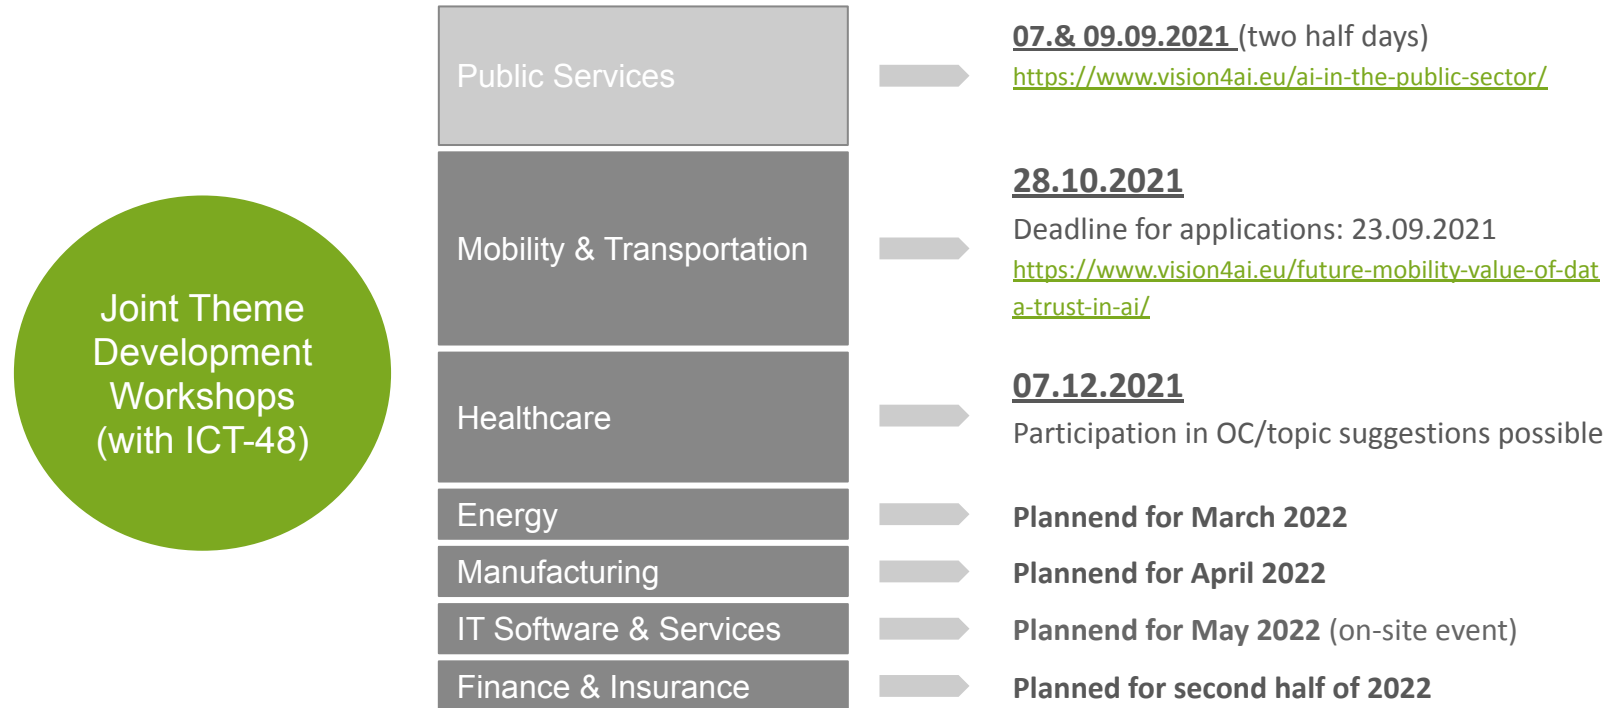 Joint Theme
Development
Workshops
(with ICT-48)
Public Services
07.& 09.09.2021 (two half days)
https://www.vision4ai.eu/ai-in-the-public-sector/
Mobility & Transportation
28.10.2021
Deadline for applications: 23.09.2021
https://www.vision4ai.eu/future-mobility-value-of-dat
a-trust-in-ai/
Healthcare
07.12.2021
Participation in OC/topic suggestions possible
Energy
Plannend for March 2022
Manufacturing
Plannend for April 2022
IT Software & Services
Plannend for May 2022 (on-site event)
Finance & Insurance
Planned for second half of 2022